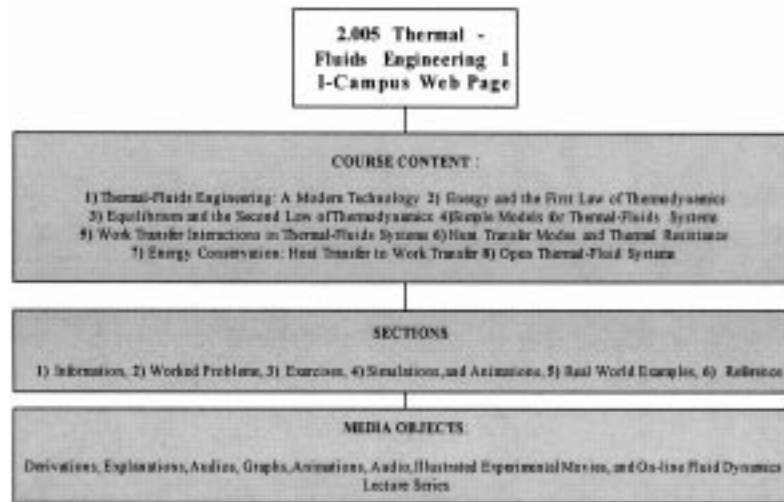 2.005 Thermal -
Fluids Engineering I
I-Campus Web Page
COURSE CONTENT :
1) Thermal-Fluids Engineering: A Modern Technology 2) Energy and the First Law of Thermodynamics
3) Equilibrium and the Second Law of Thermodynamics 4)Simple Models for Thermal-Fluids Systems
5) Work Transfer Interactions in Thermal-Fluids Systems 6)Heat Transfer Modes and Thermal Resistance
7) Energy Conservation: Heat Transfer to Work Transfer 8) Open Thermal-Fluid Systems
SECTIONS
1) Information, 2) Worked Problems, 3) Exercises, 4) Simulations, and Animations, 5) Real World Examples, 6) Reference
MEDIA OBJECTS
Derivations, Explanations, Audios, Graphs, Animations, Audio, Illustrated Experimental Movies, and On-line Fluid Dynamics
Lecture Series